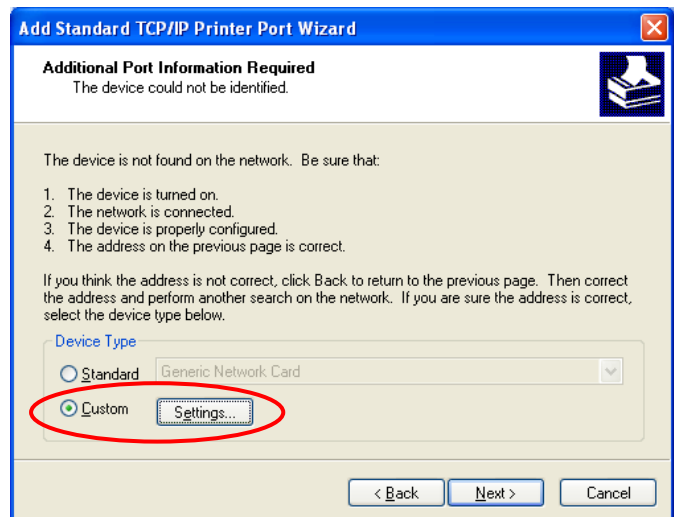 Add Standard TCP/IP Printer Port Wizard
Additional Port Information Required
The device could not be identified.
The device is not found on the network.  Be sure that:
1.  The device is turned on.
2.  The network is connected.
3.  The device is properly configured.
4.  The address on the previous page is correct.
If you think the address is not correct, click Back to return to the previous page.  Then correct
the address and perform another search on the network.  If you are sure the address is correct,
select the device type below.
Device Type
Standard
Generic Network Card
Custom
Settings...
< Back
Next >
Cancel